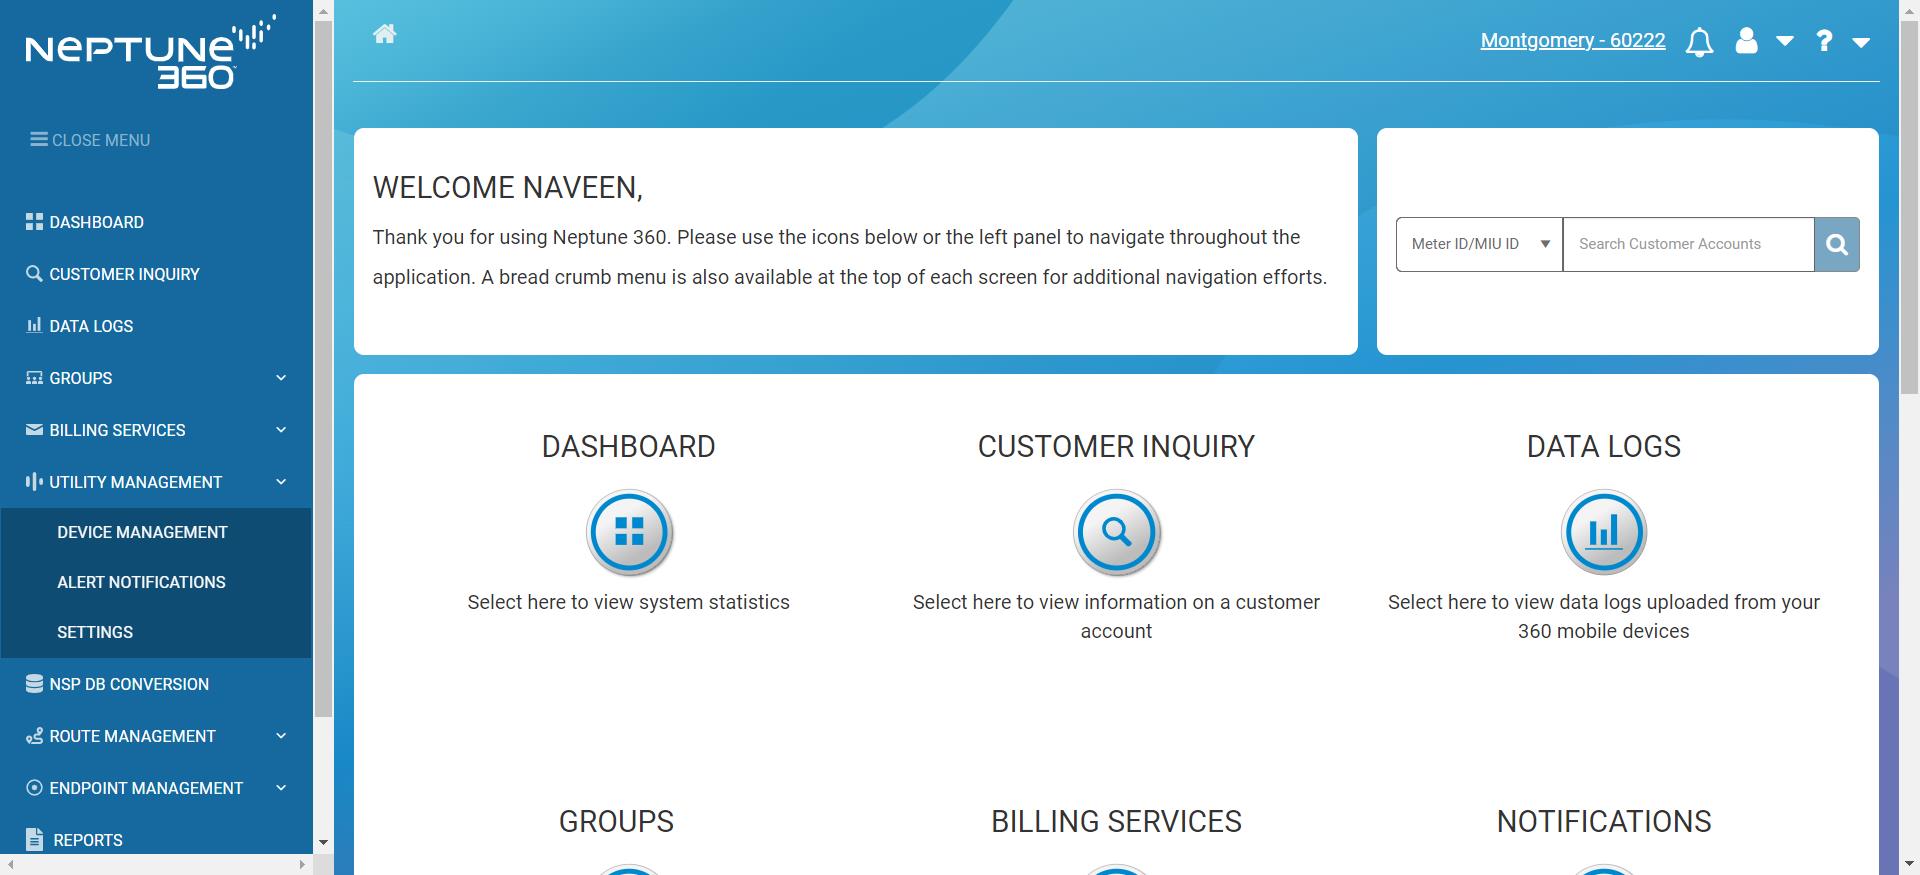 NEPTUNE
360
CLOSE MENU
DASHBOARD
CUSTOMER INQUIRY
DATA LOGS
GROUPS
BILLING SERVICES
UTILITY MANAGEMENT
DEVICE MANAGEMENT
ALERT NOTIFICATIONS
SETTINGS
NSP DB CONVERSION
ROUTE MANAGEMENT
ENDPOINT MANAGEMENT
REPORTS
Montgomery - 60222
WELCOME NAVEEN,
Thank you for using Neptune 360. Please use the icons below or the left panel to navigate throughout the
application. A bread crumb menu is also available at the top of each screen for additional navigation efforts.
Meter ID/MIU ID
Search Customer Accounts
DASHBOARD
Select here to view system statistics
CUSTOMER INQUIRY
Select here to view information on a customer
account
DATA LOGS
Select here to view data logs uploaded from your
360 mobile devices
GROUPS
BILLING SERVICES
NOTIFICATIONS